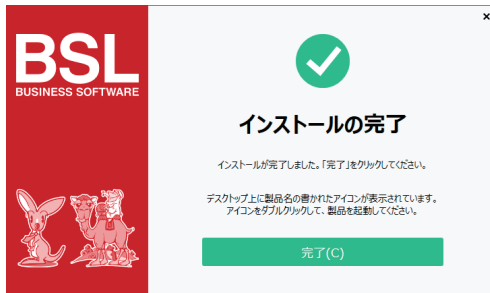 BSL
BUSINESS SOFTWARE
インストールの完了
インストールが完了しました。「完了」をクリックしてください。
デスクトップ上に製品名の書かれたアイコンが表示されています。
アイコンをダブルクリックして、製品を起動してください。
完了(C)